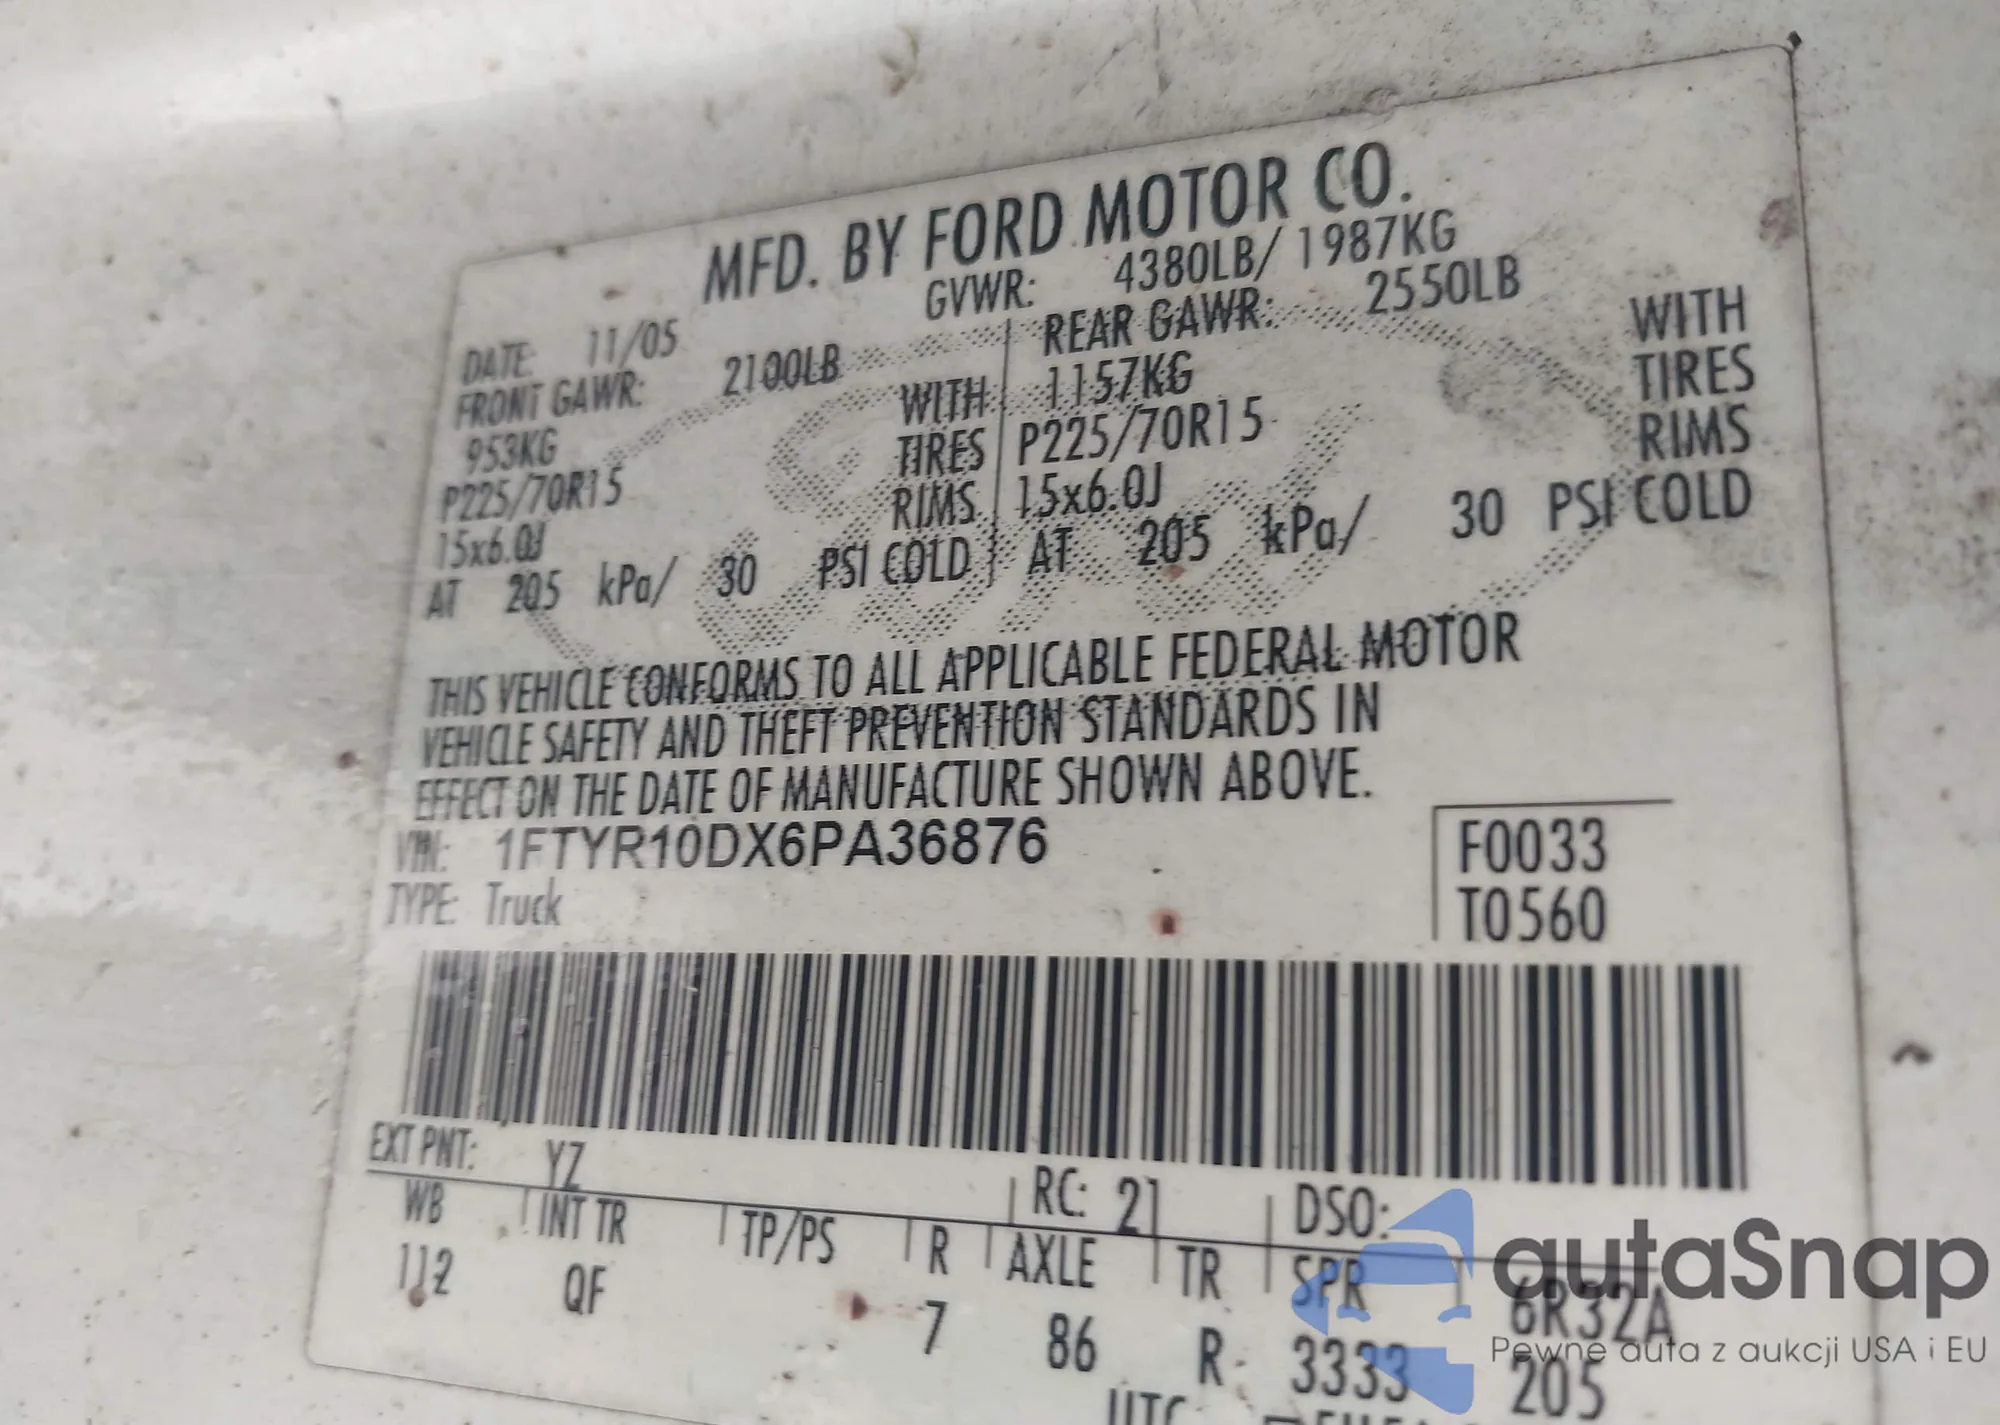 MFD. BY FORD MOTOR CO.
GVWR: 4380LB/ 1987KG
DATE: 11/05
FRONT GAWR: 2100LB
953KG WITH
P225/70R15 TIRES
15x6.0J RIMS
AT 205 kPa/ 30 PSI COLD
REAR GAWR: 2550LB
1157KG WITH
P225/70R15 TIRES
15x6.0J RIMS
AT 205 kPa/ 30 PSI COLD
THIS VEHICLE CONFORMS TO ALL APPLICABLE FEDERAL MOTOR
VEHICLE SAFETY AND THEFT PREVENTION STANDARDS IN
EFFECT ON THE DATE OF MANUFACTURE SHOWN ABOVE.
VIN: 1FTYR10DX6PA36876
TYPE: Truck
F0033
T0560
EXT PNT: YZ RC: 21 DSO:
WB INT TR TP/PS R AXLE TR SPR 6R32A
112 QF 7 86 R 3333 205
UTC
autaSnap
Pewne auta z aukcji USA i EU